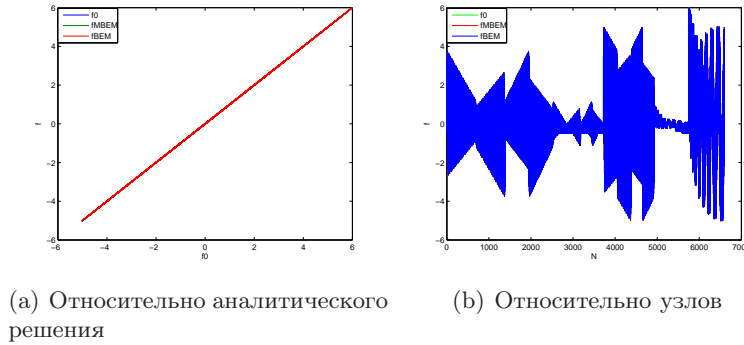 6
4
2
0
−2
−4
−6
−6
−4
−2
0
2
4
6
f
f0
f0
fMBEM
fBEM
6
4
2
0
−2
−4
−6
0
1000
2000
3000
4000
5000
6000
7000
f
N
f0
fMBEM
fBEM
(a) Относительно аналитического
решения
(b) Относительно узлов